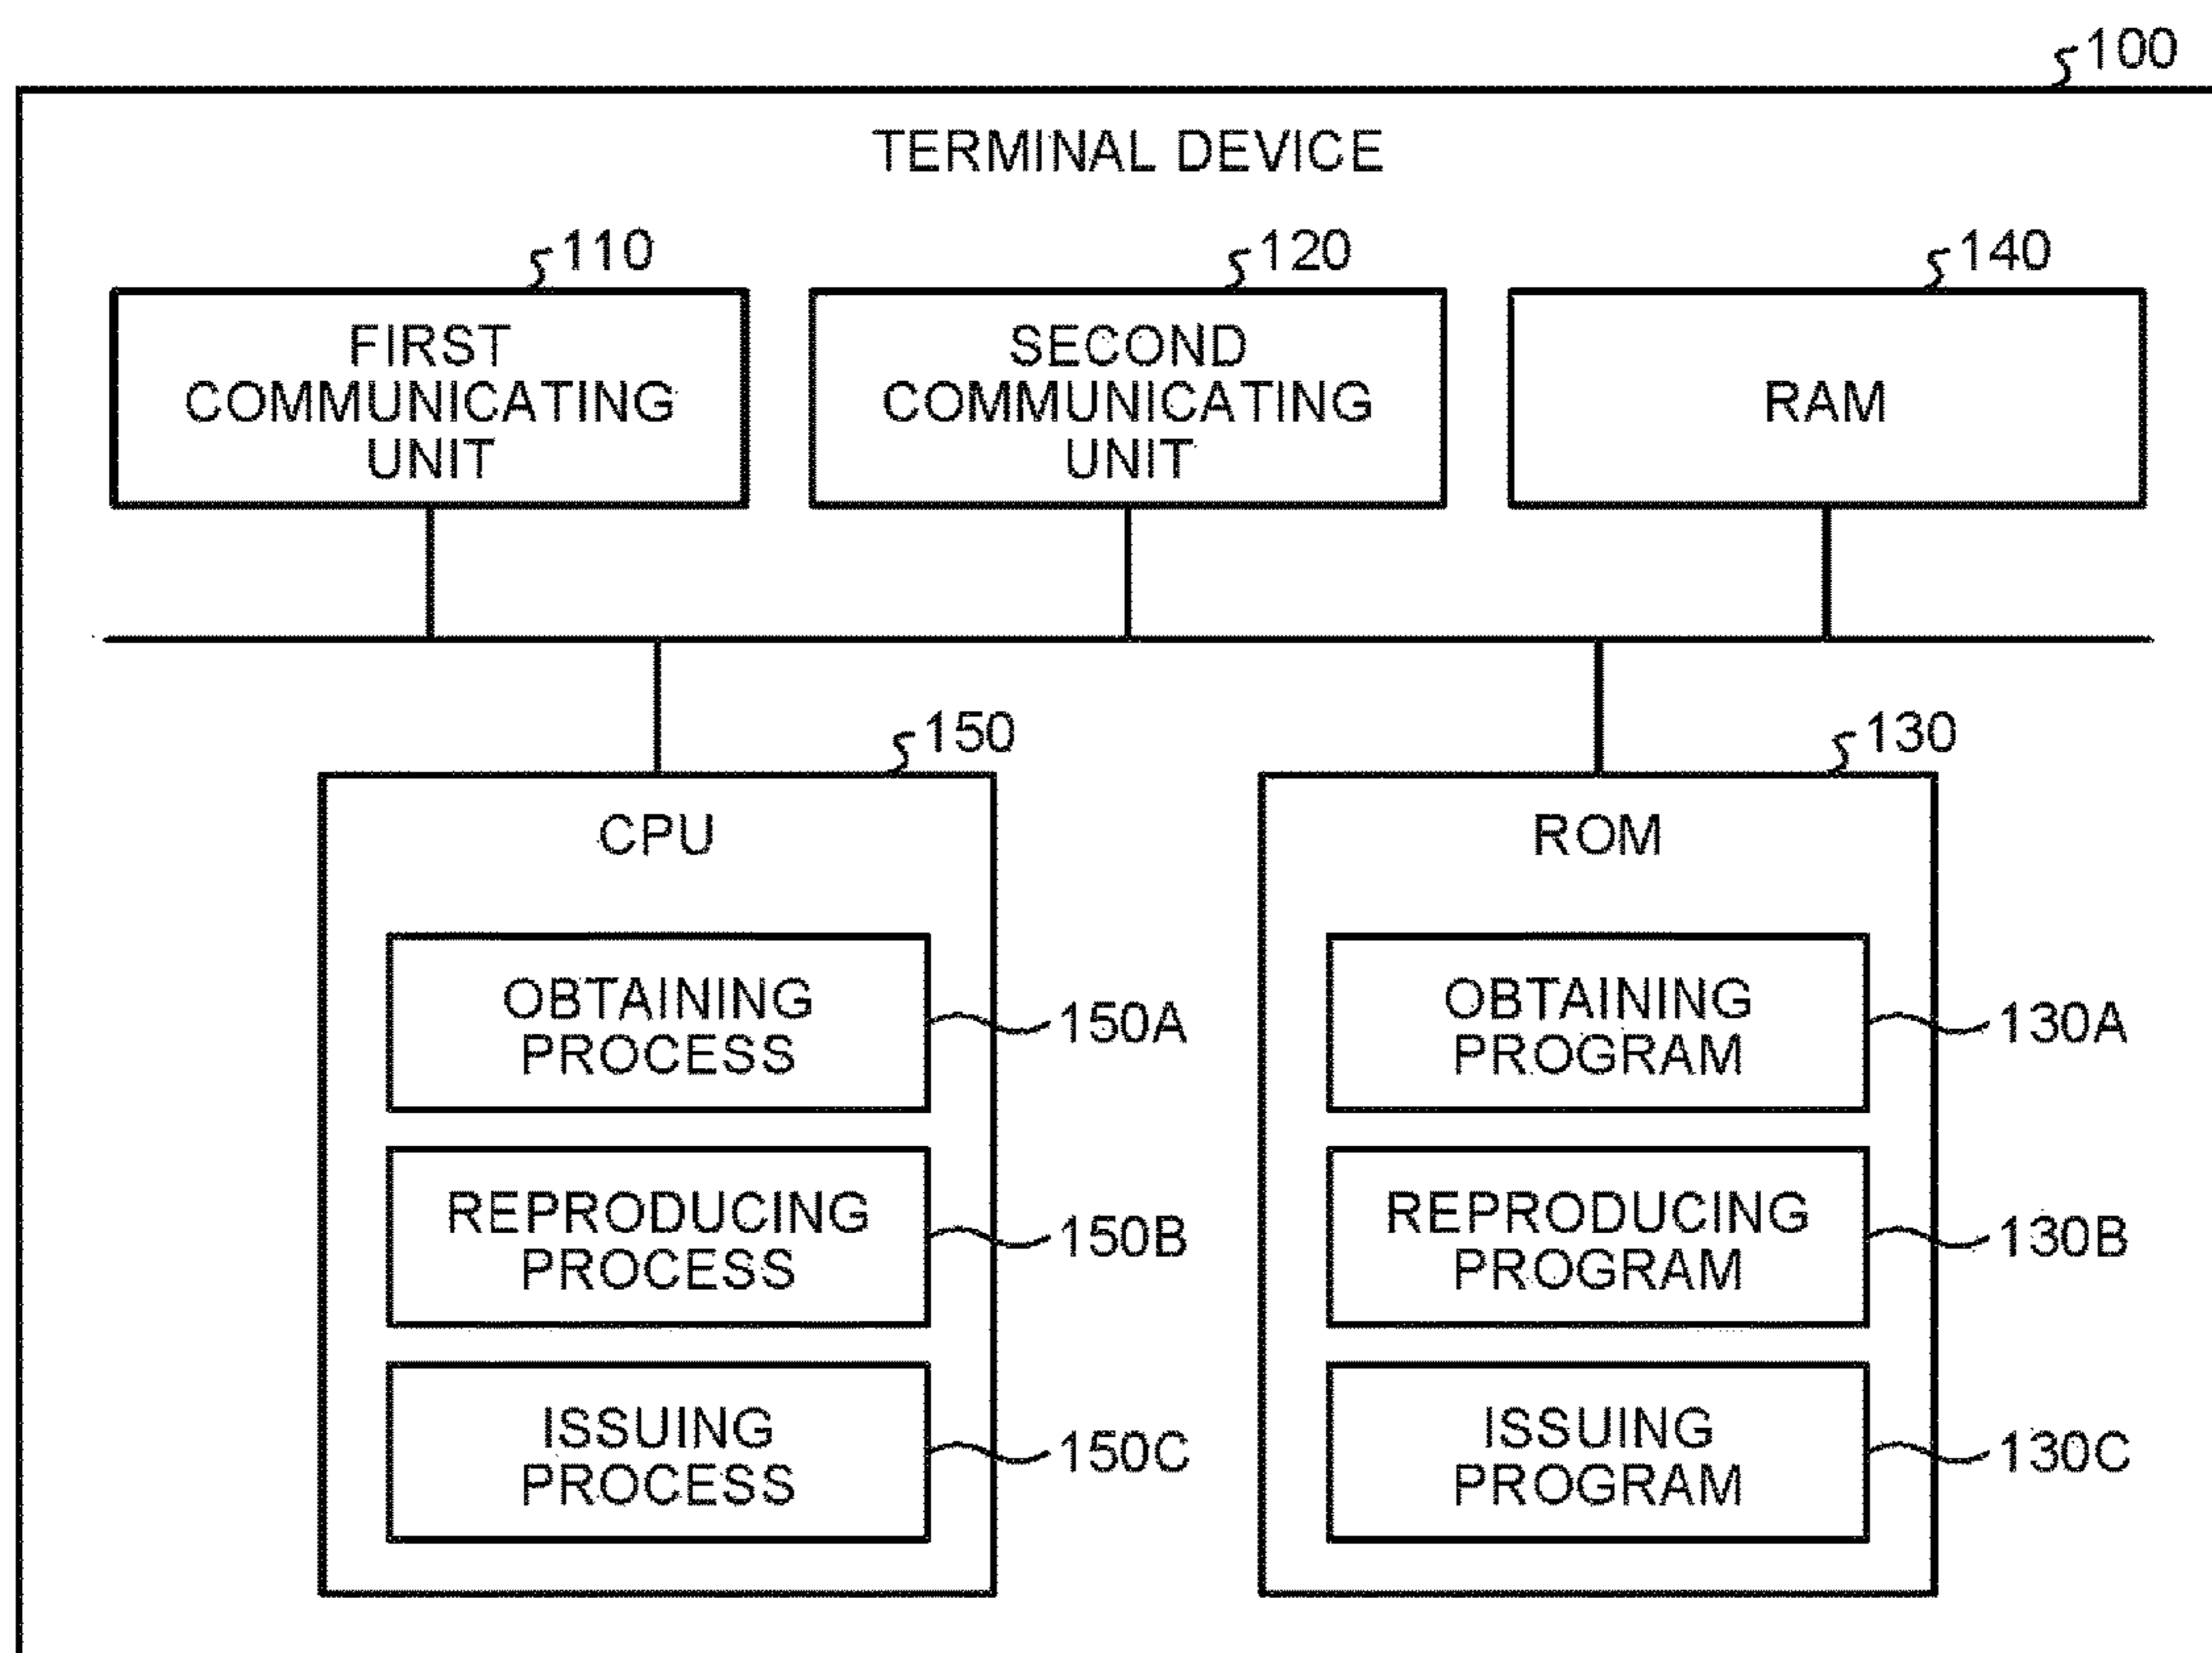 100
TERMINAL DEVICE
110
120
140
FIRST
COMMUNICATING
UNIT
SECOND
COMMUNICATING
UNIT
RAM
150
130
CPU
ROM
OBTAINING
PROCESS
150A
OBTAINING
PROGRAM
130A
REPRODUCING
PROCESS
150B
REPRODUCING
PROGRAM
130B
ISSUING
PROCESS
150C
ISSUING
PROGRAM
130C